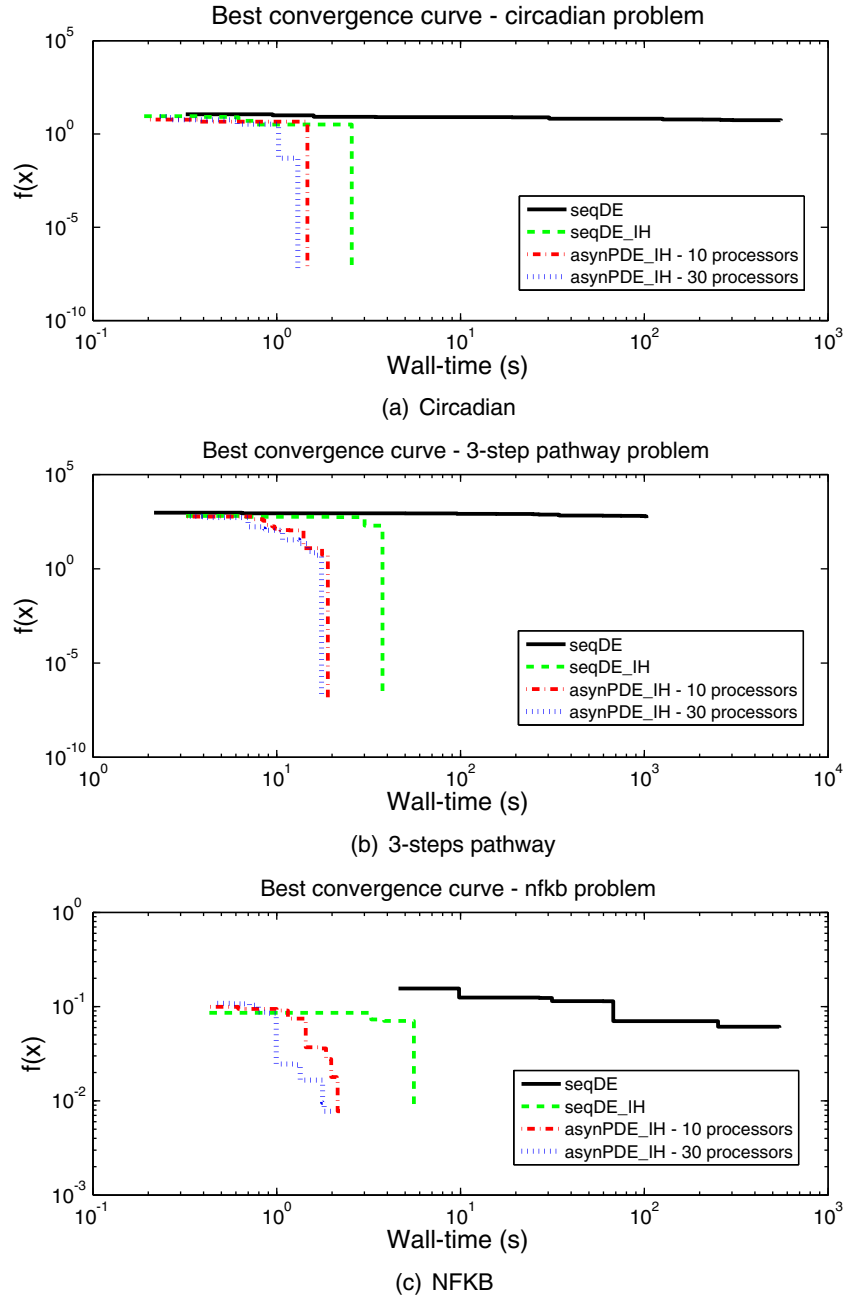 Best convergence curve - circadian problem
10^5
10^0
10^-5
10^-10
f(x)
seqDE
seqDE_IH
asynPDE_IH - 10 processors
asynPDE_IH - 30 processors
10^-1 10^0 10^1 10^2 10^3
Wall-time (s)
(a) Circadian
Best convergence curve - 3-step pathway problem
10^5
10^0
10^-5
10^-10
f(x)
seqDE
seqDE_IH
asynPDE_IH - 10 processors
asynPDE_IH - 30 processors
10^0 10^1 10^2 10^3 10^4
Wall-time (s)
(b) 3-steps pathway
Best convergence curve - nfkb problem
10^0
10^-1
10^-2
10^-3
f(x)
seqDE
seqDE_IH
asynPDE_IH - 10 processors
asynPDE_IH - 30 processors
10^-1 10^0 10^1 10^2 10^3
Wall-time (s)
(c) NFKB